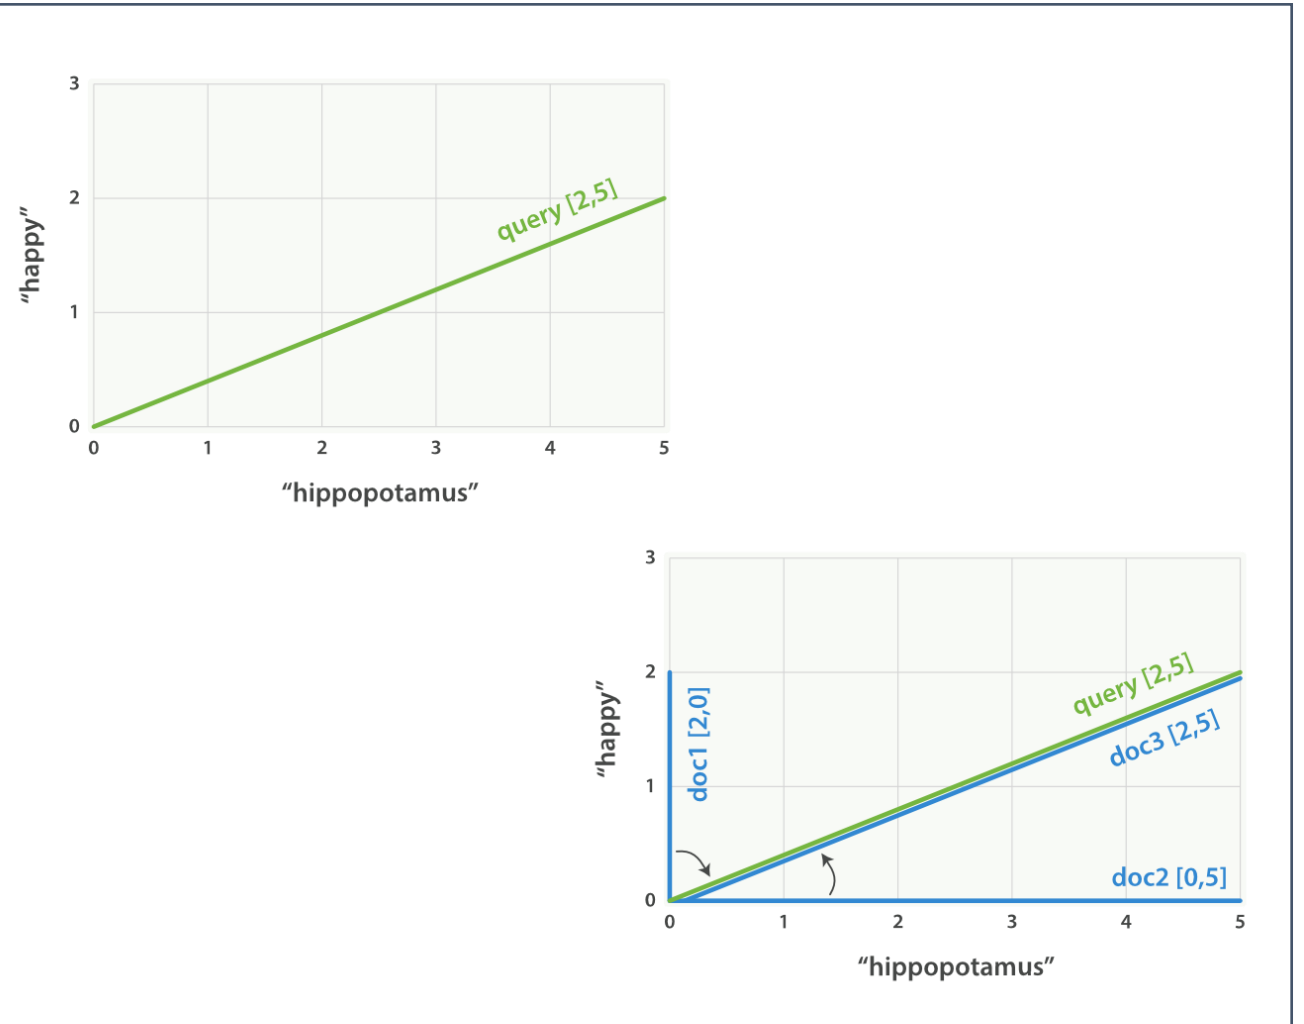 3
2
1
0
“happy”
query [2,5]
0 1 2 3 4 5
“hippopotamus”
3
2
1
0
“happy”
doc1 [2,0]
query [2,5]
doc3 [2,5]
doc2 [0,5]
0 1 2 3 4 5
“hippopotamus”